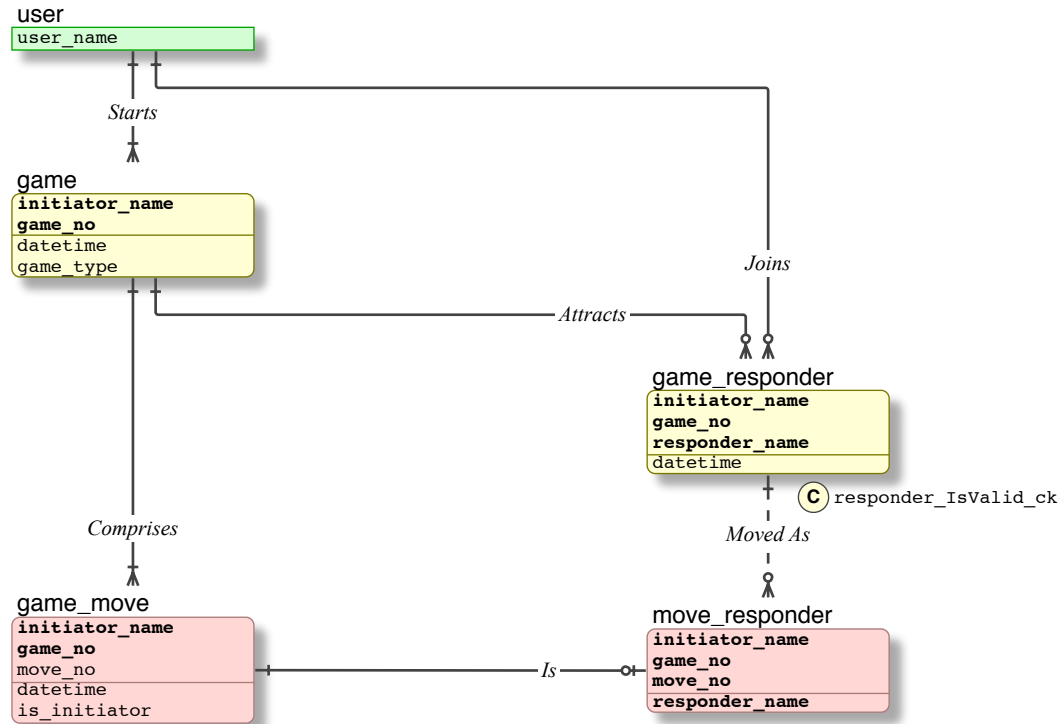 user
user_name
Starts
game
initiator_name
game_no
datetime
game_type
Joins
Attracts
game_responder
initiator_name
game_no
responder_name
datetime
C responder_IsValid_ck
Comprises
Moved As
game_move
initiator_name
game_no
move_no
datetime
is_initiator
Is
move_responder
initiator_name
game_no
move_no
responder_name